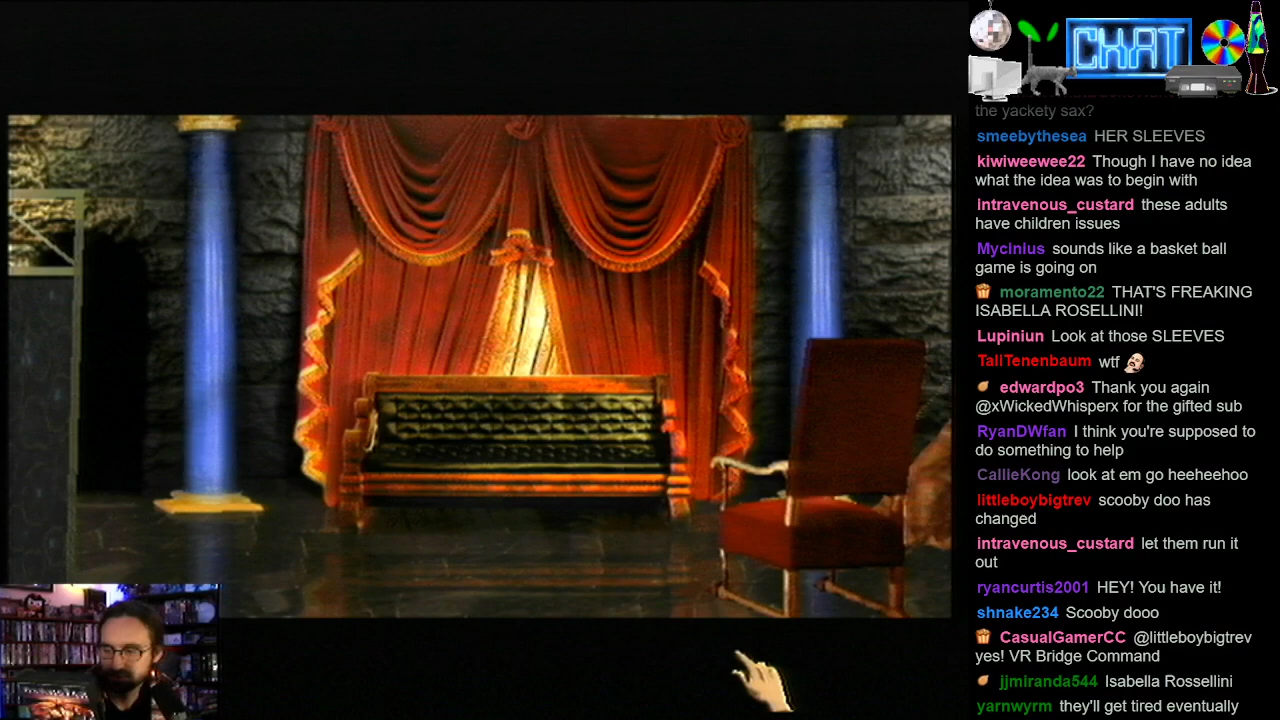 CHAT
the yackety sax?
smeebythesea HER SLEEVES
kiwiweewee22 Though I have no idea
what the idea was to begin with
intravenous_custard these adults
have children issues
Mycinius sounds like a basket ball
game is going on
moramento22 THAT'S FREAKING
ISABELLA ROSELLINI!
Lupiniun Look at those SLEEVES
TallTenenbaum wtf
edwardpo3 Thank you again
@xWickedWhisperx for the gifted sub
RyanDWfan I think you're supposed to
do something to help
CallieKong look at em go heeheehoo
littleboybigtrev scooby doo has
changed
intravenous_custard let them run it
out
ryancurtis2001 HEY! You have it!
shnake234 Scooby dooo
CasualGamerCC @littleboybigtrev
yes! VR Bridge Command
jjmiranda544 Isabella Rossellini
yarnwyrm they'll get tired eventually